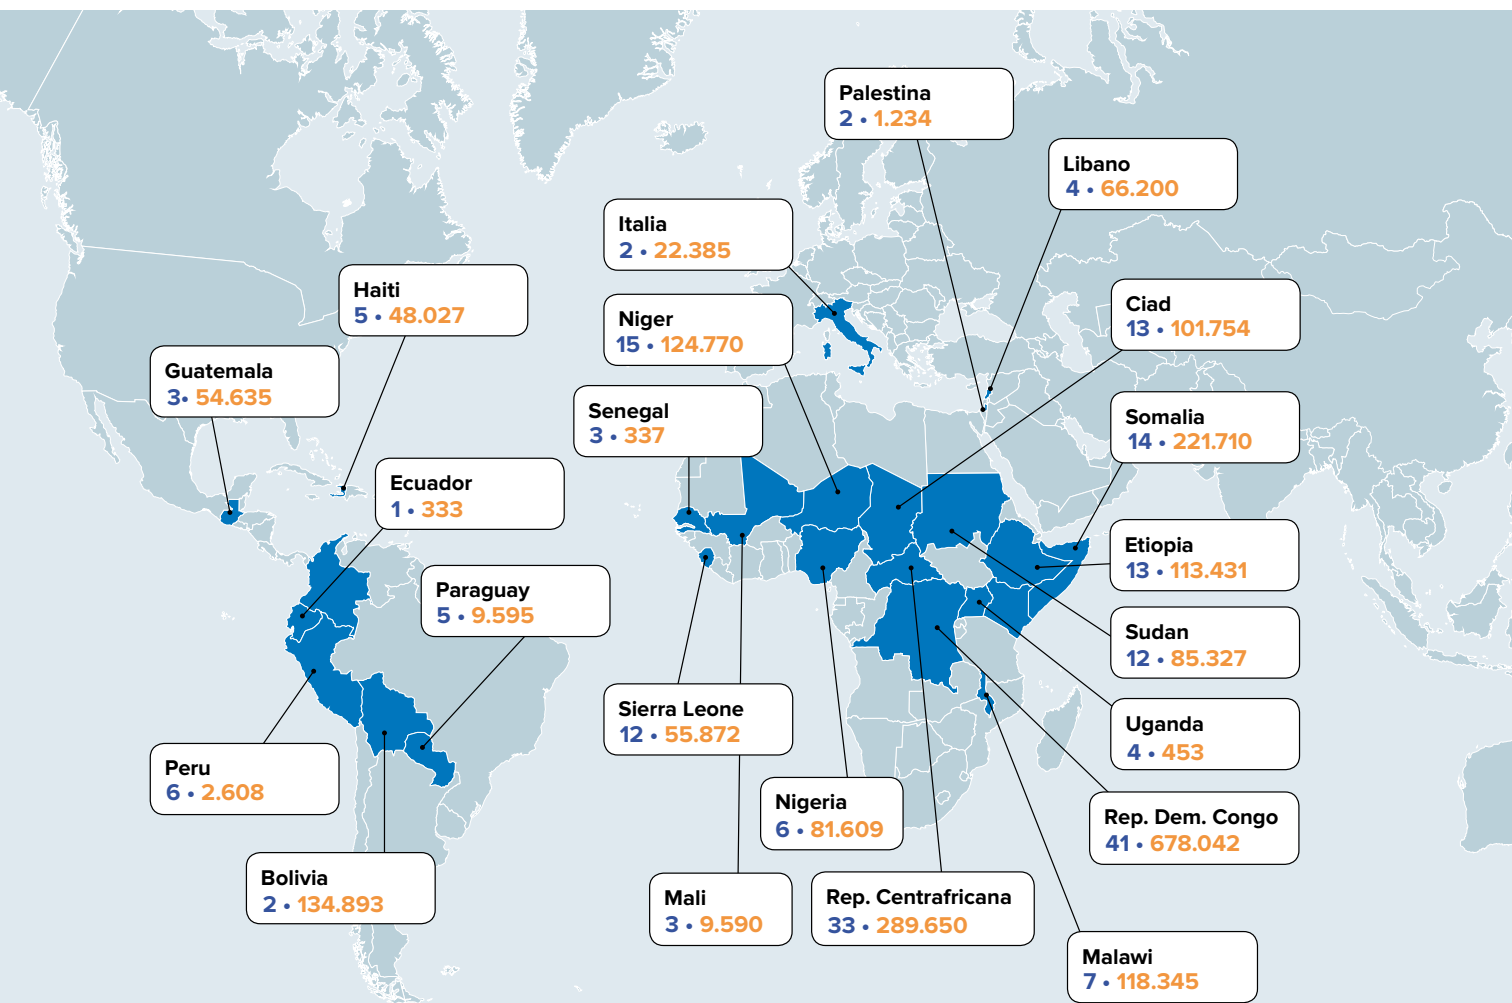 Palestina
2 • 1.234
Libano
4 • 66.200
Italia
2 • 22.385
Haiti
5 • 48.027
Ciad
13 • 101.754
Niger
15 • 124.770
Guatemala
3• 54.635
Senegal
3 • 337
Somalia
14 • 221.710
Ecuador
1 • 333
Etiopia
13 • 113.431
Paraguay
5 • 9.595
Sudan
12 • 85.327
Sierra Leone
12 • 55.872
Uganda
4 • 453
Peru
6 • 2.608
Nigeria
6 • 81.609
Rep. Dem. Congo
41 • 678.042
Bolivia
2 • 134.893
Mali
3 • 9.590
Rep. Centrafricana
33 • 289.650
Malawi
7 • 118.345